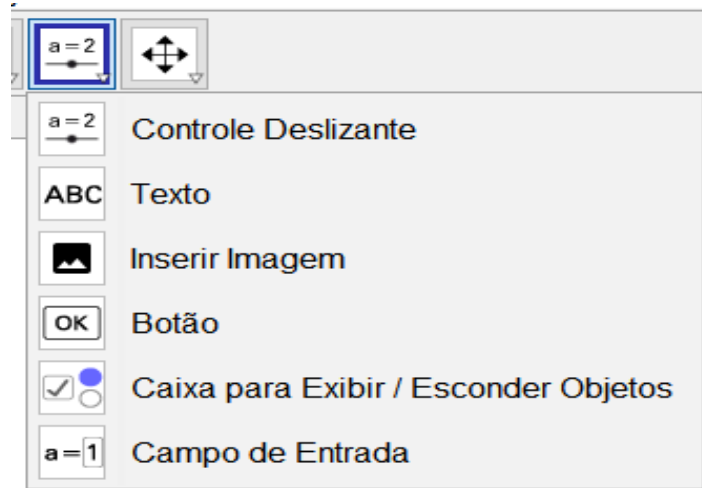 a = 2
a = 2 Controle Deslizante
ABC Texto
Inserir Imagem
OK Botão
Caixa para Exibir / Esconder Objetos
a = 1 Campo de Entrada